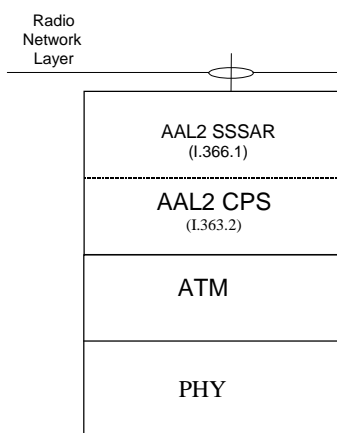 Radio
Network
Layer
AAL2 SSSAR
(I.366.1)
AAL2 CPS
(I.363.2)
ATM
PHY